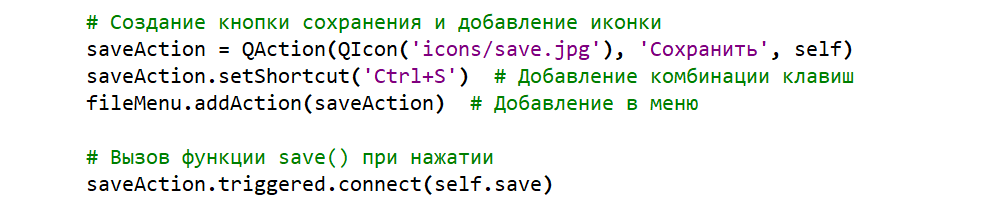 # Создание кнопки сохранения и добавление иконки
saveAction = QAction(QIcon('icons/save.jpg'), 'Сохранить', self)
saveAction.setShortcut('Ctrl+S')  # Добавление комбинации клавиш
fileMenu.addAction(saveAction)  # Добавление в меню
# Вызов функции save() при нажатии
saveAction.triggered.connect(self.save)